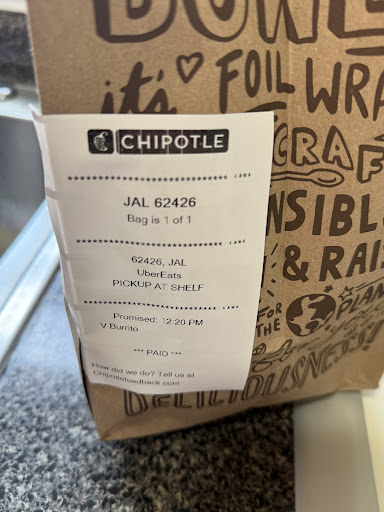 it's FOIL WRA
CHIPOTLE
CRAF
JAL 62426
Bag is 1 of 1
NSIBL
62426, JAL
UberEats
PICKUP AT SHELF
& RAI
Promised: 12:20 PM
V Burrito
FOR THE PLAN
*** PAID ***
How did we do? Tell us at
Chipotlefeedback.com
DELICIOUSNESS!